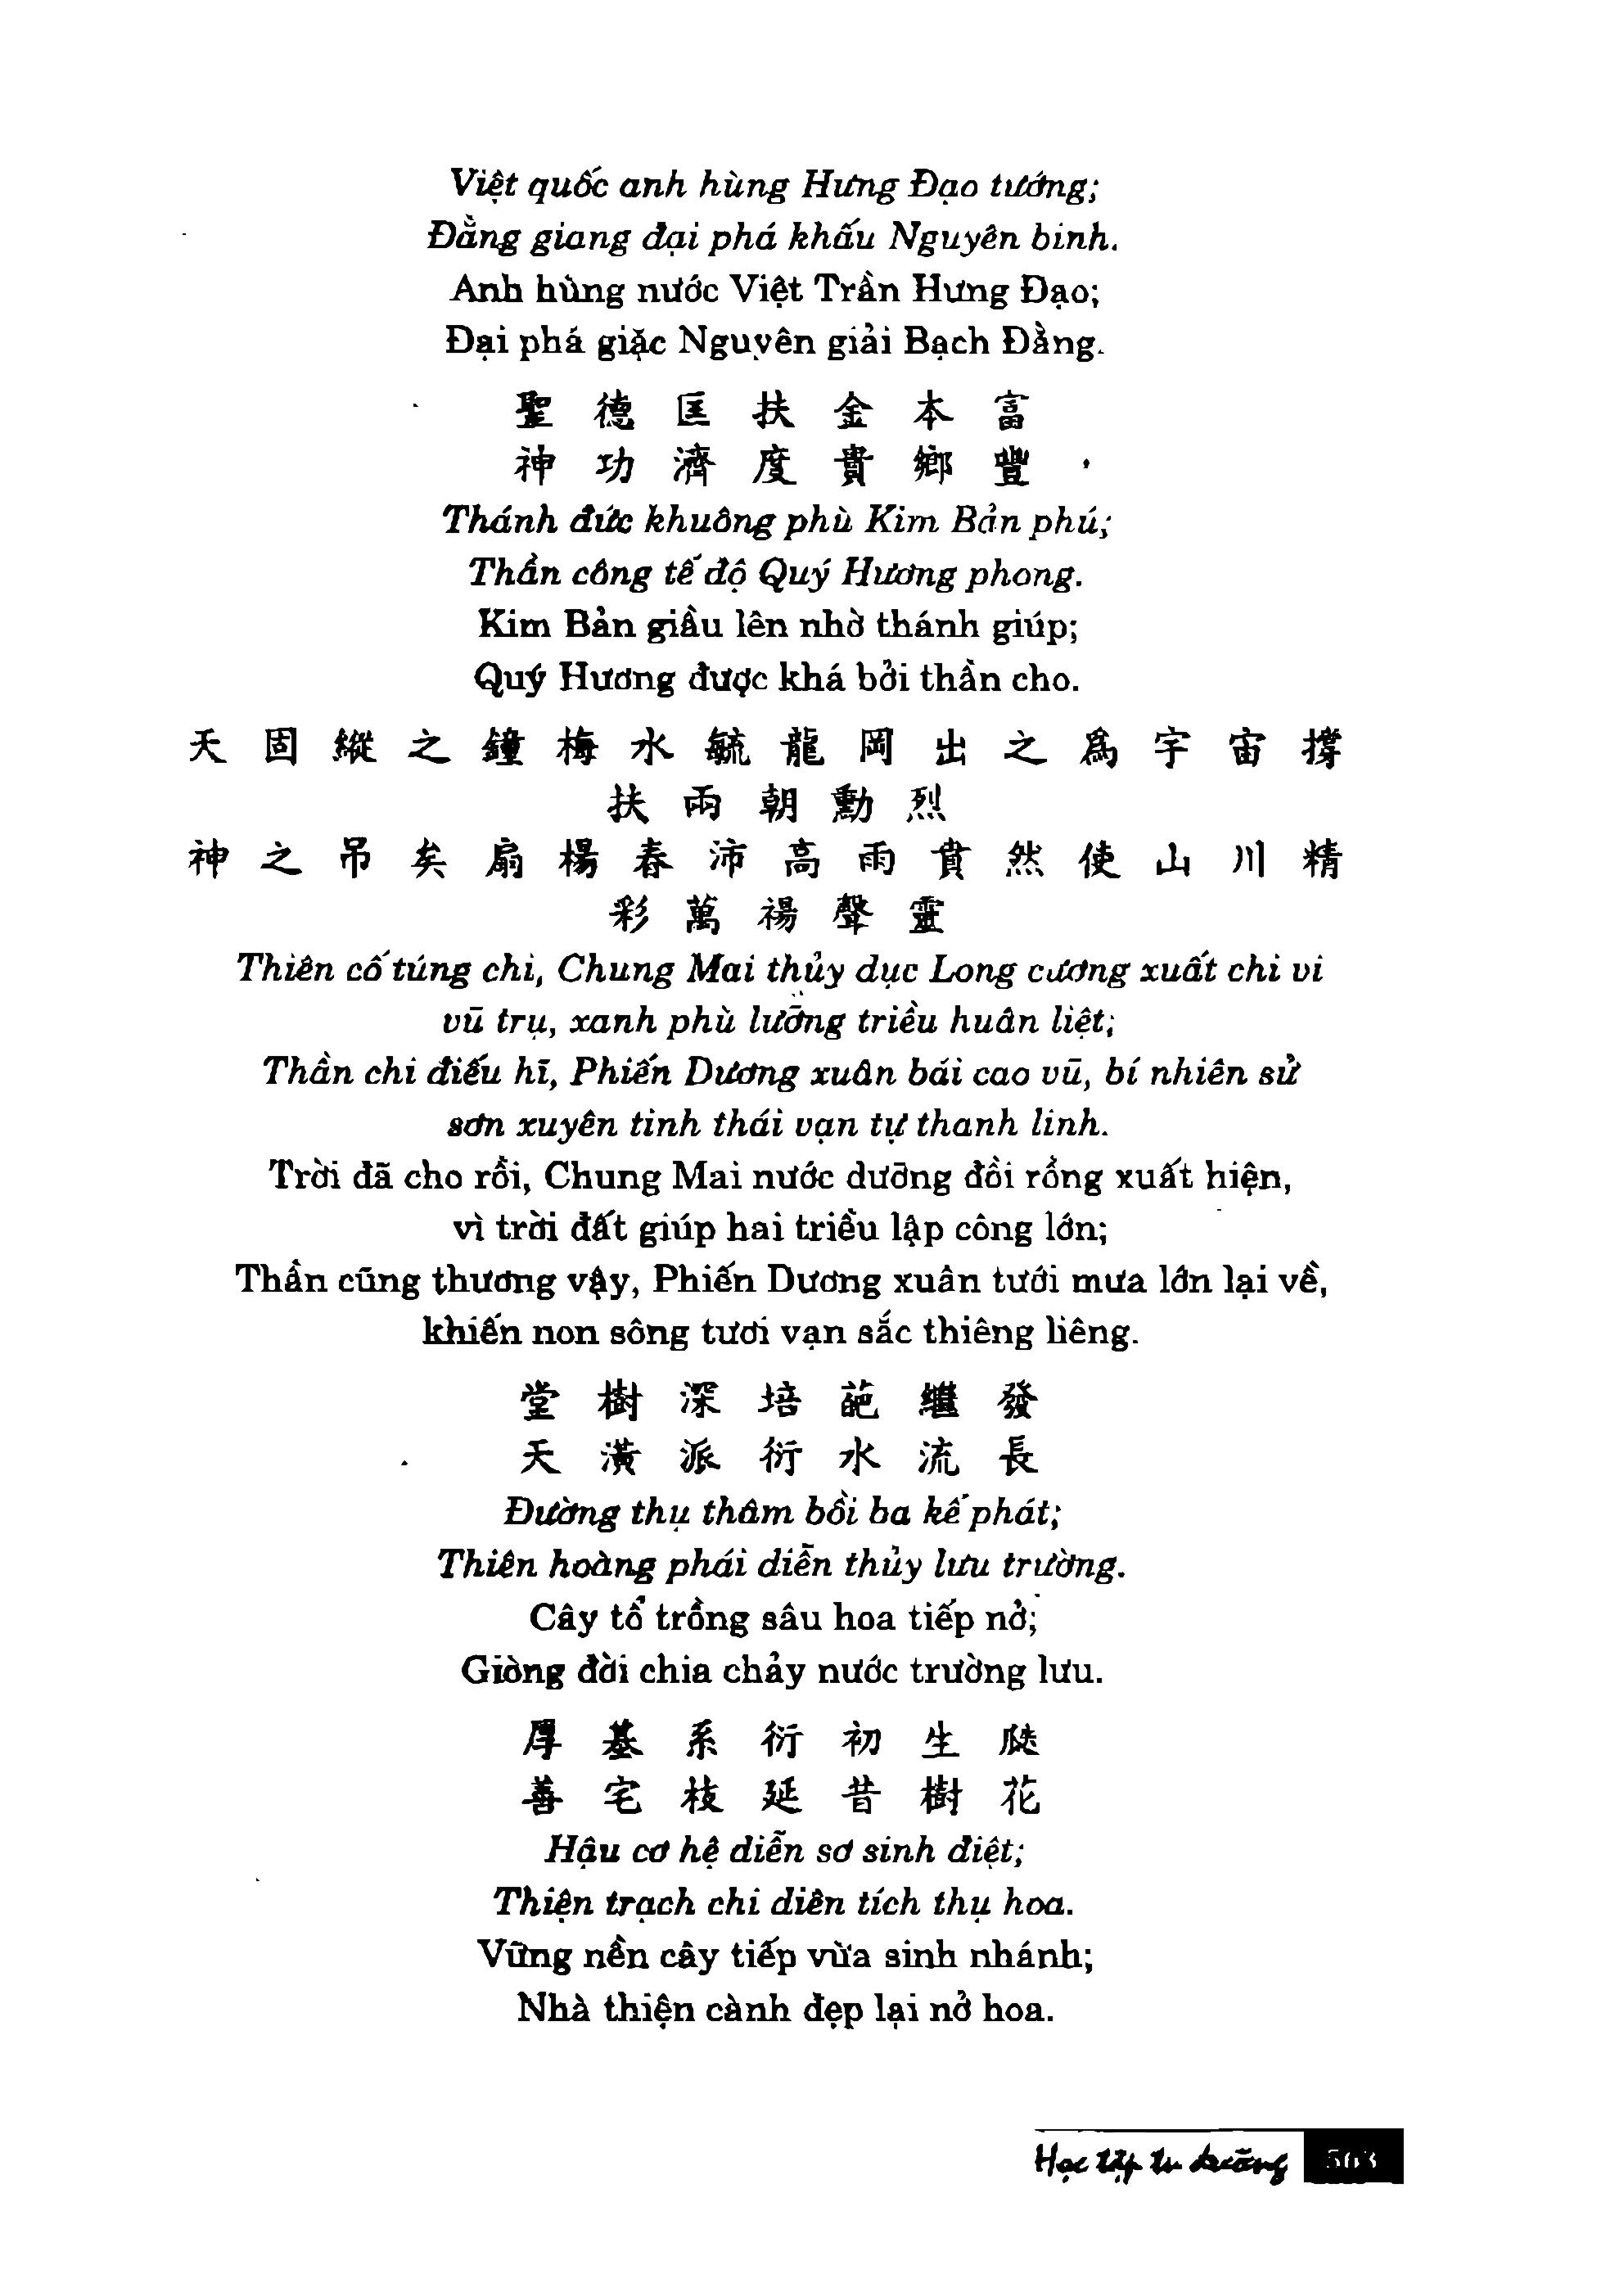 Việt quốc anh hùng Hưng Đạo tướng;
Đằng giang đại phá khấu Nguyên binh.
Anh hùng nước Việt Trần Hưng Đạo;
Đại phá giặc Nguyên giải Bạch Đằng.
聖 德 匡 扶 金 本 富
神 功 濟 度 貴 鄉 豐
Thánh đức khuông phù Kim Bản phú;
Thần công tế độ Quý Hương phong.
Kim Bản giầu lên nhờ thánh giúp;
Quý Hương được khá bởi thần cho.
天 固 縱 之 鐘 梅 水 毓 龍 岡 出 之 爲 宇 宙 撐
扶 兩 朝 勳 烈
神 之 吊 矣 扇 楊 春 沛 高 雨 賁 然 使 山 川 精
彩 萬 禓 聲 靈
Thiên cố túng chi, Chung Mai thủy dục Long cương xuất chi vi
vũ trụ, xanh phù lưỡng triều huân liệt;
Thần chi điếu hĩ, Phiến Dương xuân bái cao vũ, bí nhiên sử
sơn xuyên tinh thái vạn tự thanh linh.
Trời đã cho rồi, Chung Mai nước dưỡng đồi rồng xuất hiện,
vì trời đất giúp hai triều lập công lớn;
Thần cũng thương vậy, Phiến Dương xuân tưới mưa lớn lại về,
khiến non sông tươi vạn sắc thiêng liêng.
堂 樹 深 培 葩 繼 發
天 潢 派 衍 水 流 長
Đường thụ thâm bồi ba kế phát;
Thiên hoàng phái diễn thủy lưu trường.
Cây tổ trồng sâu hoa tiếp nở;
Giòng đời chia chảy nước trường lưu.
厚 基 系 衍 初 生 瓞
善 宅 枝 延 昔 樹 花
Hậu cơ hệ diễn sơ sinh điệt;
Thiện trạch chi diên tích thụ hoa.
Vững nền cây tiếp vừa sinh nhánh;
Nhà thiện cành đẹp lại nở hoa.
Học tập tu dưỡng 563